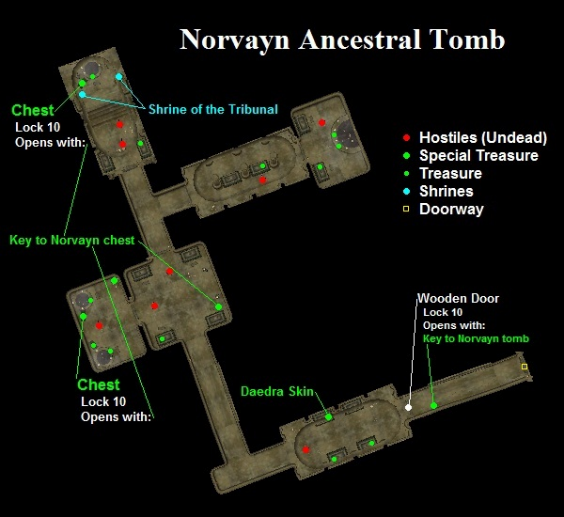 Norvayn Ancestral Tomb
Chest
Lock 10
Opens with:
Shrine of the Tribunal
Hostiles (Undead)
Special Treasure
Treasure
Shrines
Doorway
Key to Norvayn chest
Wooden Door
Lock 10
Opens with:
Key to Norvayn tomb
Chest
Lock 10
Opens with:
Daedra Skin